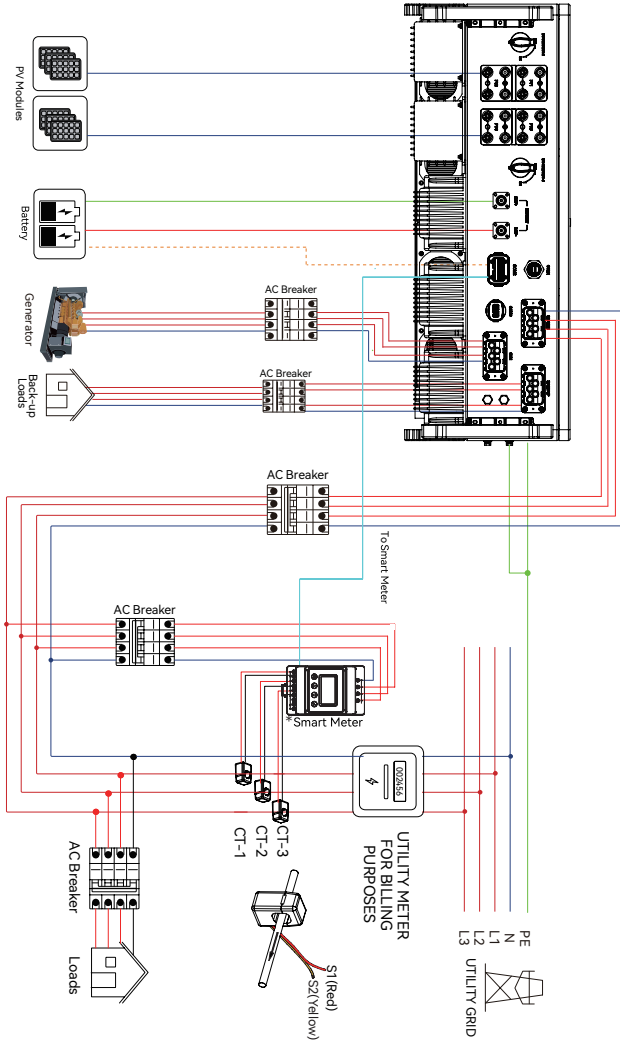 PV Modules
Battery
Generator
AC Breaker
Back-up
Loads
AC Breaker
AC Breaker
To Smart Meter
AC Breaker
* Smart Meter
002456
UTILITY METER
FOR BILLING
PURPOSES
CT-3
CT-2
CT-1
S1(Red)
S2(Yellow)
AC Breaker
Loads
PE
N
L1
L2
L3
UTILITY GRID